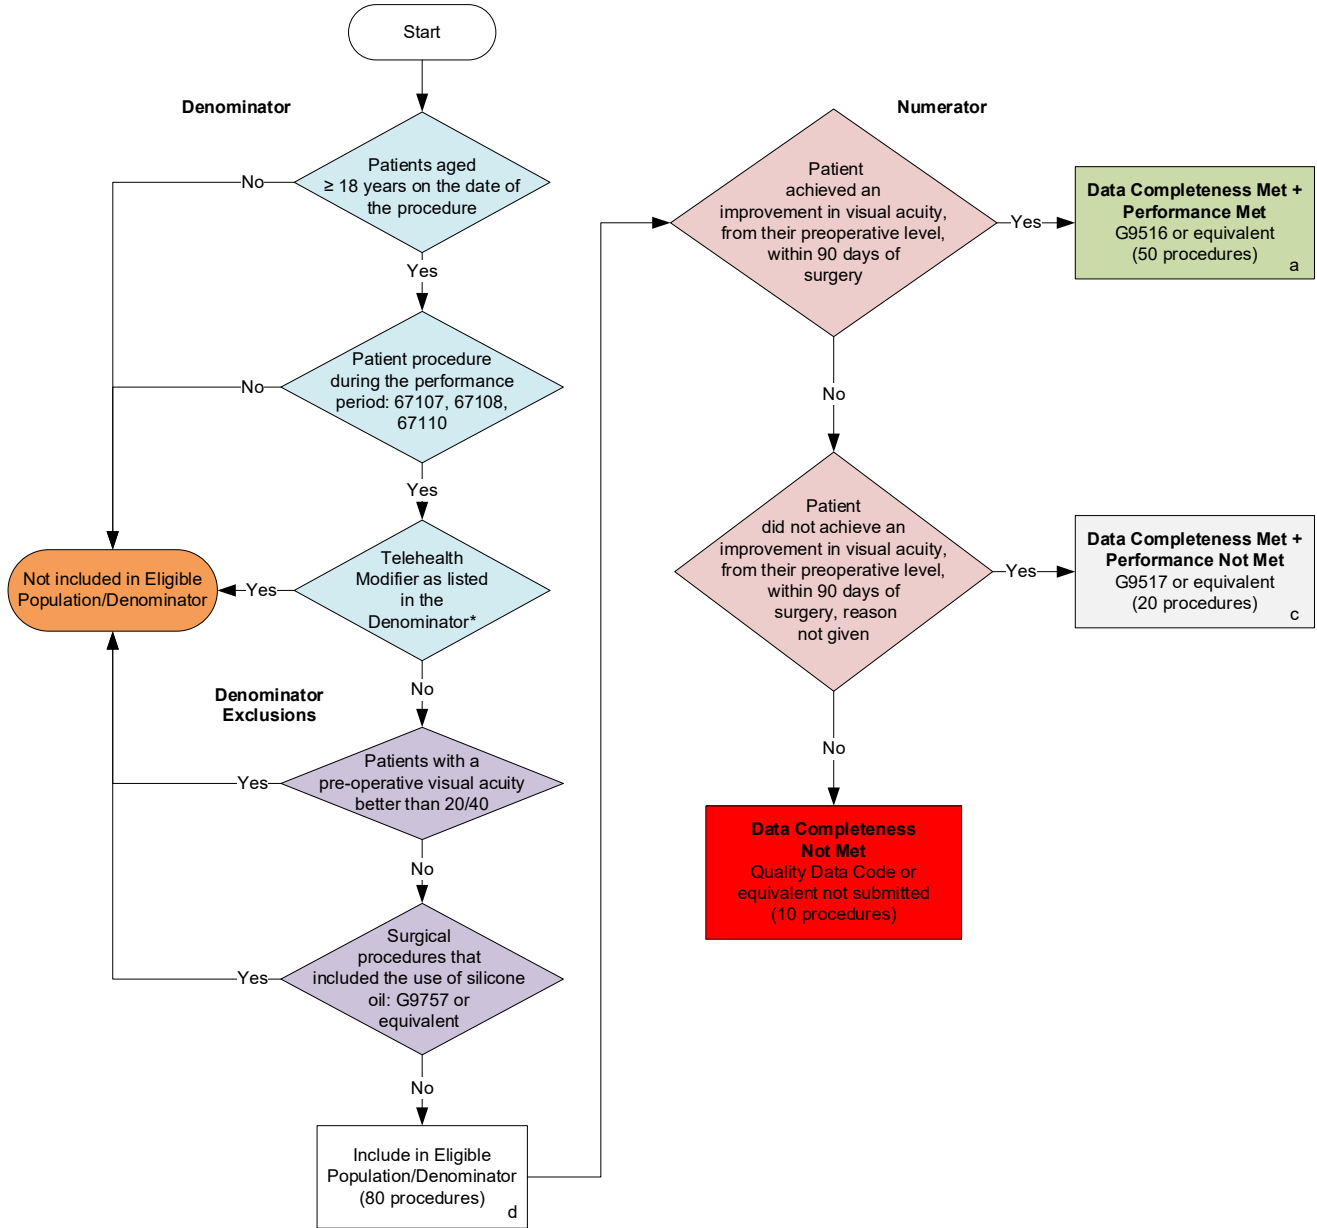 Start
Denominator
Patients aged
≥ 18 years on the date of
the procedure
No
Yes
Patient procedure
during the performance
period: 67107, 67108,
67110
No
Yes
Telehealth
Modifier as listed
in the
Denominator*
Yes
Not included in Eligible
Population/Denominator
No
Denominator
Exclusions
Patients with a
pre-operative visual acuity
better than 20/40
Yes
No
Surgical
procedures that
included the use of silicone
oil: G9757 or
equivalent
Yes
No
Include in Eligible
Population/Denominator
(80 procedures)
d
Numerator
Patient
achieved an
improvement in visual acuity,
from their preoperative level,
within 90 days of
surgery
Yes
Data Completeness Met +
Performance Met
G9516 or equivalent
(50 procedures)
a
No
Patient
did not achieve an
improvement in visual acuity,
from their preoperative level,
within 90 days of
surgery, reason
not given
Yes
Data Completeness Met +
Performance Not Met
G9517 or equivalent
(20 procedures)
c
No
Data Completeness
Not Met
Quality Data Code or
equivalent not submitted
(10 procedures)